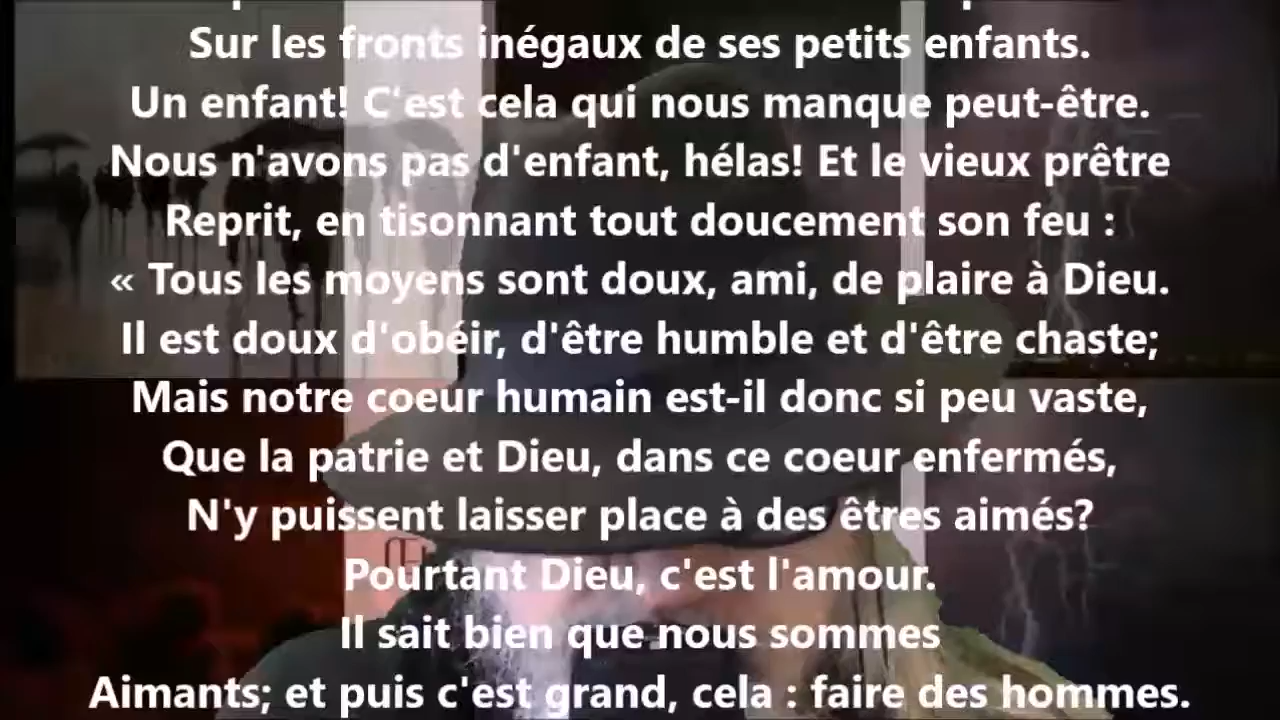 Sur les fronts inégaux de ses petits enfants.
Un enfant! C'est cela qui nous manque peut-être.
Nous n'avons pas d'enfant, hélas! Et le vieux prêtre
Reprit, en tisonnant tout doucement son feu :
« Tous les moyens sont doux, ami, de plaire à Dieu.
Il est doux d'obéir, d'être humble et d'être chaste;
Mais notre coeur humain est-il donc si peu vaste,
Que la patrie et Dieu, dans ce coeur enfermés,
N'y puissent laisser place à des êtres aimés?
Pourtant Dieu, c'est l'amour.
Il sait bien que nous sommes
Aimants; et puis c'est grand, cela : faire des hommes.